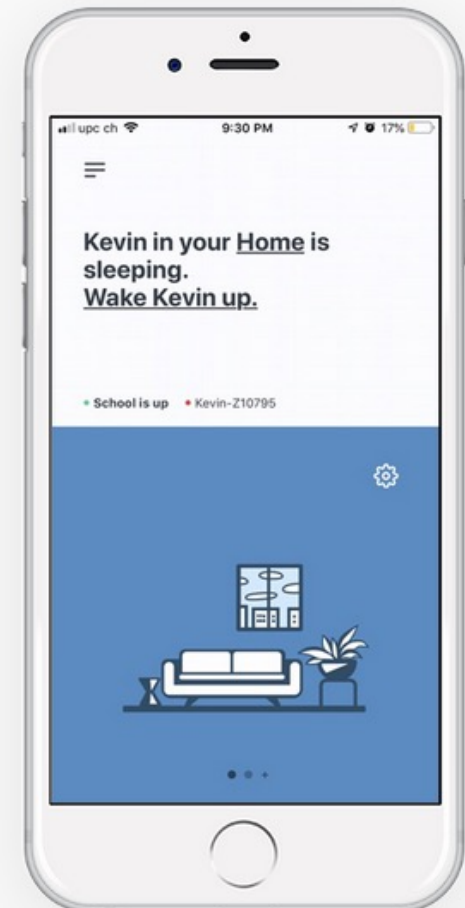 upc ch 9:30 PM 17%
Kevin in your Home is
sleeping.
Wake Kevin up.
School is up Kevin-Z10795